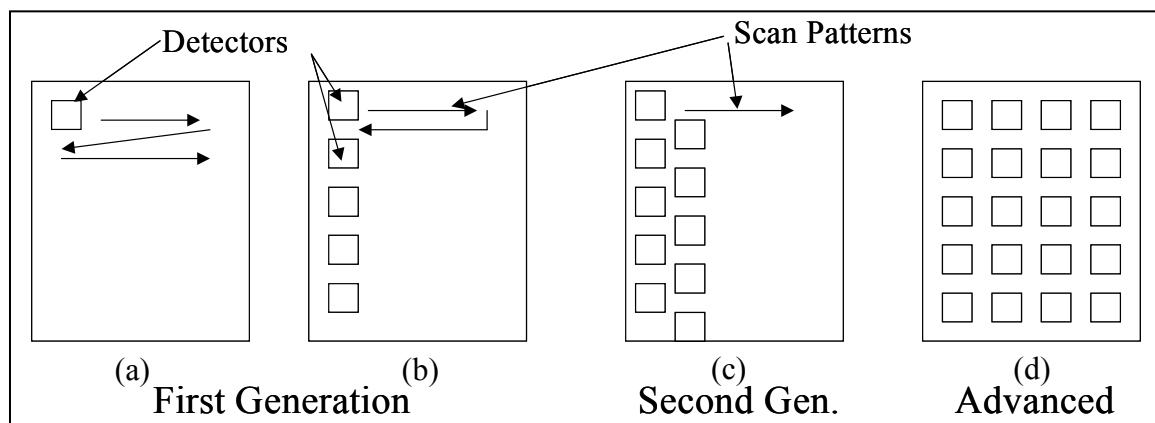 Detectors
Scan Patterns
(a)
(b)
(c)
(d)
First Generation
Second Gen.
Advanced